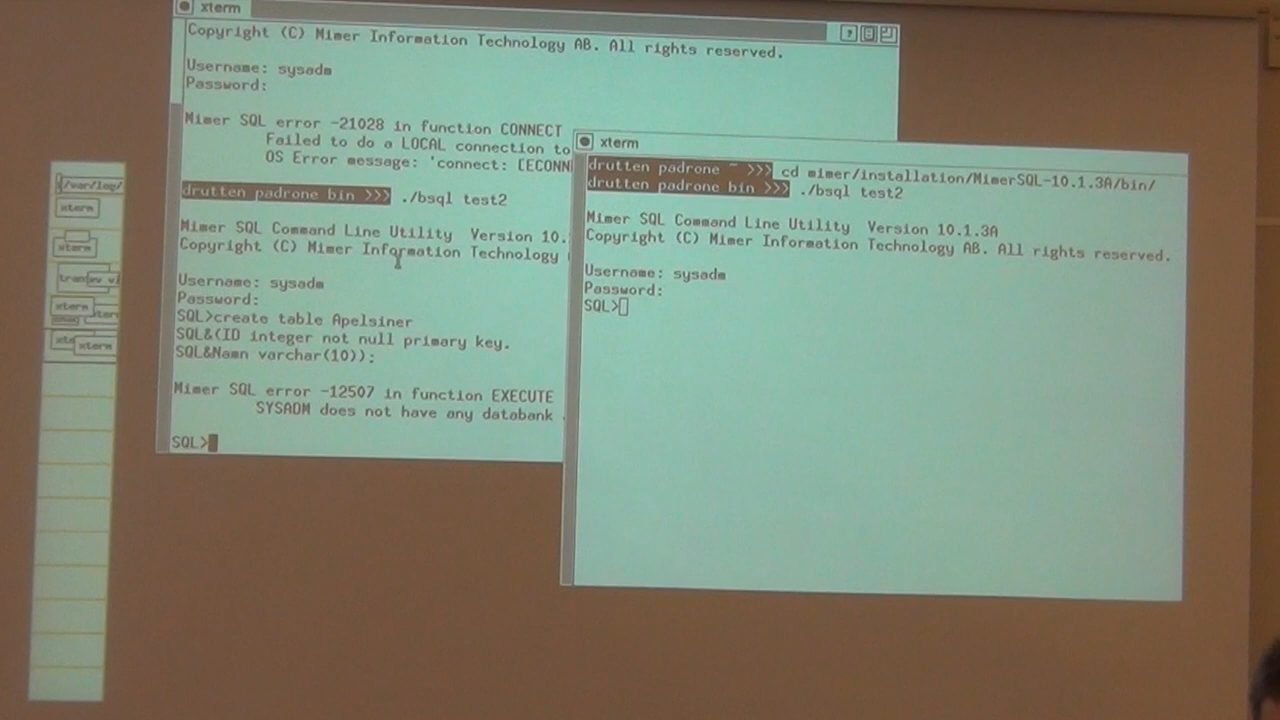 xterm
Copyright (C) Mimer Information Technology AB. All rights reserved.
Username: sysadm
Password:
Mimer SQL error -21028 in function CONNECT
Failed to do a LOCAL connection to
OS Error message: 'connect: [ECONN
drutten padrone bin >>> ./bsql test2
Mimer SQL Command Line Utility Version 10.
Copyright (C) Mimer Information Technology
Username: sysadm
Password:
SQL>create table Apelsiner
SQL&(ID integer not null primary key.
SQL&Namn varchar(10));
Mimer SQL error -12507 in function EXECUTE
SYSADM does not have any databank
SQL>
xterm
drutten padrone ~ >>> cd mimer/installation/MimerSQL-10.1.3A/bin/
drutten padrone bin >>> ./bsql test2
Mimer SQL Command Line Utility Version 10.1.3A
Copyright (C) Mimer Information Technology AB. All rights reserved.
Username: sysadm
Password:
SQL>
/var/log/
xterm
xterm
xterm
xterm